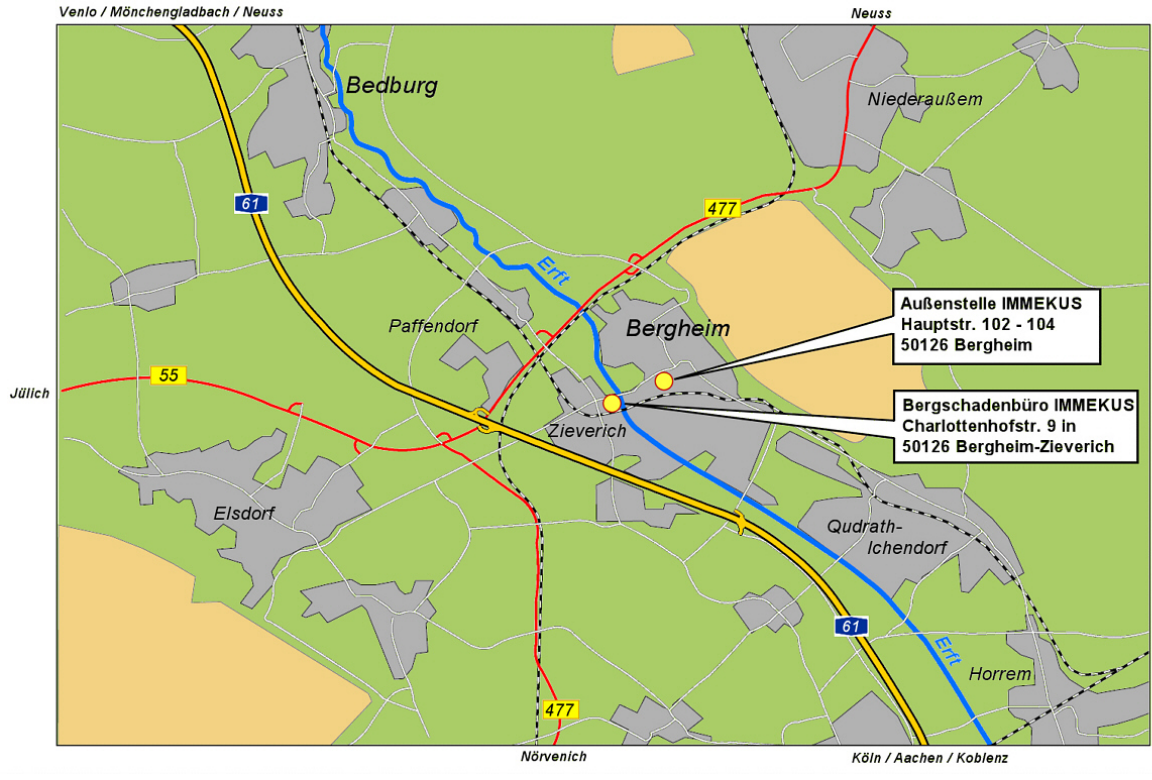 Venlo / Mönchengladbach / Neuss
Neuss
Bedburg
Niederaußem
61
477
Erft
Außenstelle IMMEKUS
Hauptstr. 102 - 104
50126 Bergheim
Paffendorf
Bergheim
55
Jülich
Bergschadenbüro IMMEKUS
Charlottenhofstr. 9 in
50126 Bergheim-Zieverich
Zieverich
Elsdorf
Qudrath-
Ichendorf
61
Erft
Horrem
477
Nörvenich
Köln / Aachen / Koblenz